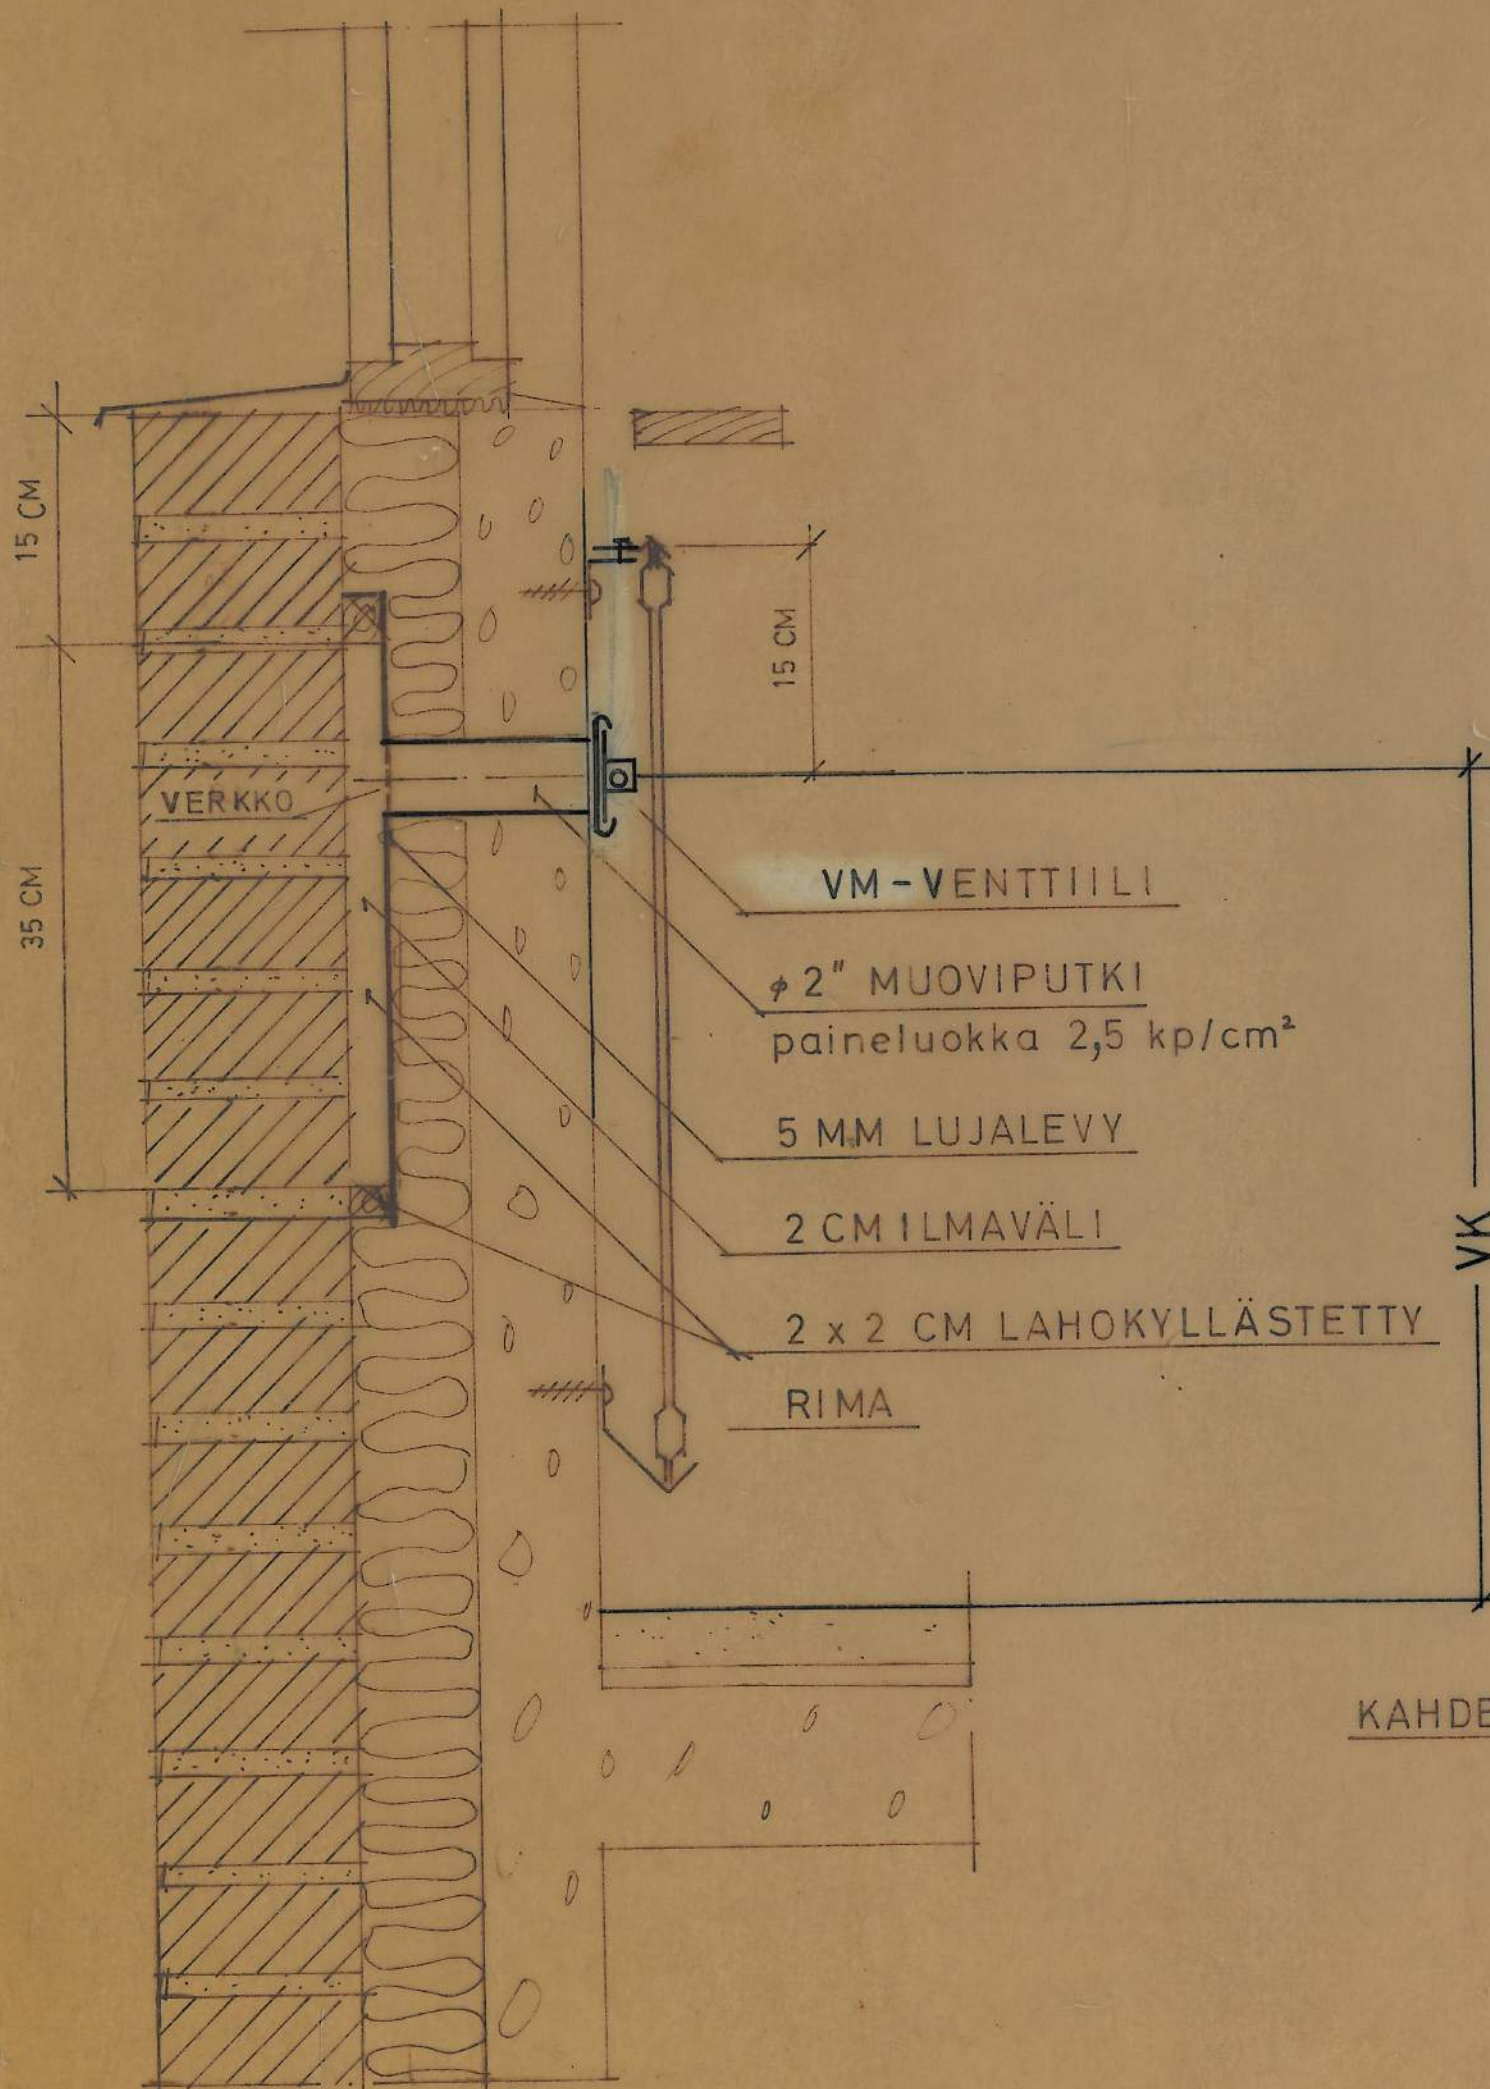 15 CM
15 CM
VERKKO
35 CM
VM-VENTTIILI
⌀ 2" MUOVIPUTKI
paineluokka 2,5 kp/cm²
5 MM LUJALEVY
2 CM ILMAVÄLI
VK
2 x 2 CM LAHOKYLLÄSTETTY
RIMA
KAHDE